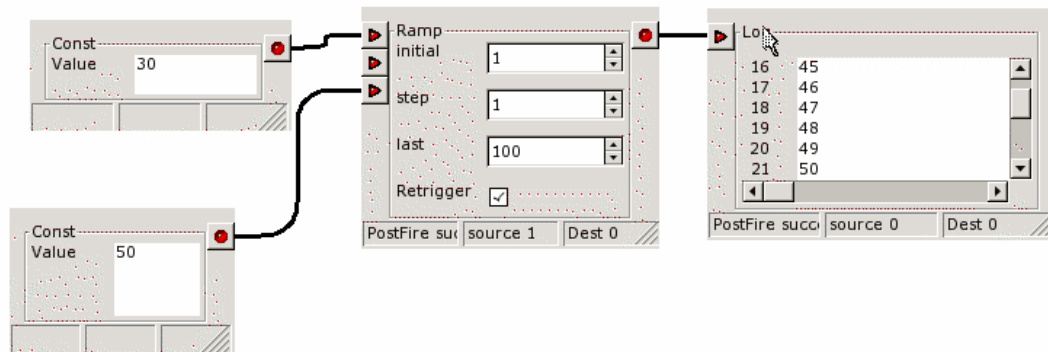 Const
Value 30
Ramp
initial 1
step 1
last 100
Retrigger
PostFire suc source 1 Dest 0
16 45
17 46
18 47
19 48
20 49
21 50
PostFire succ source 0 Dest 0
Const
Value 50